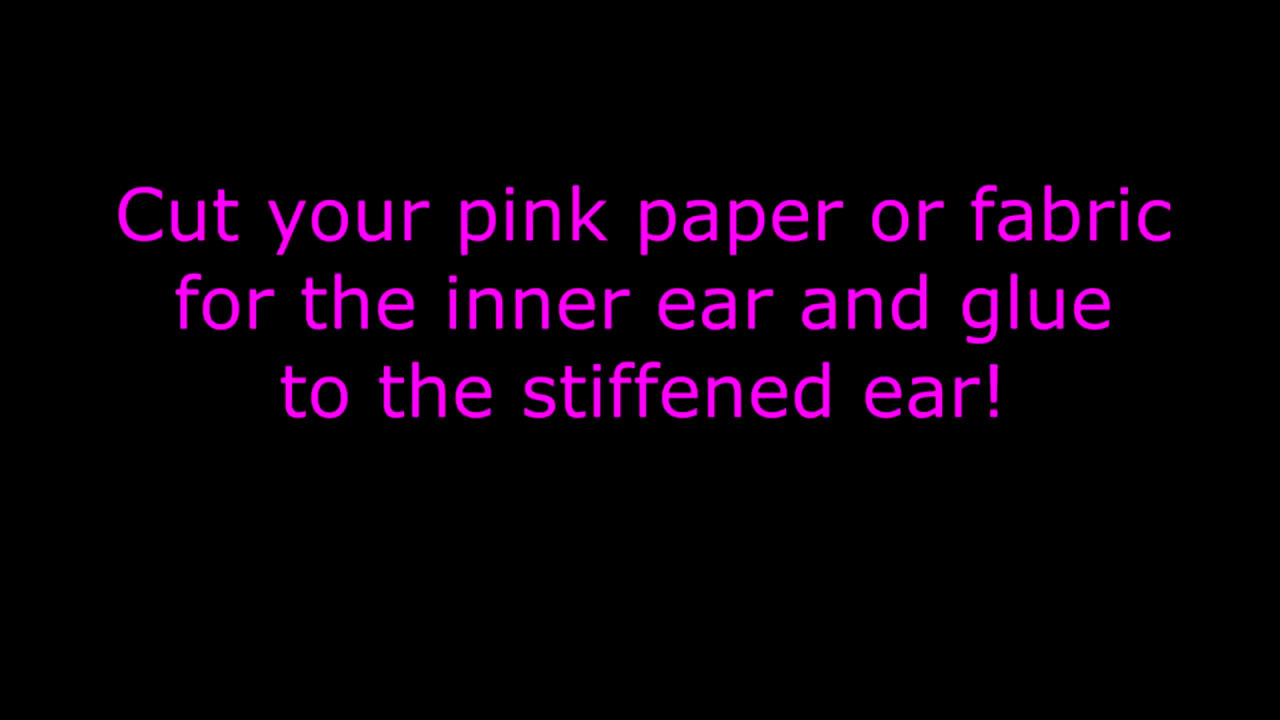 Cut your pink paper or fabric
for the inner ear and glue
to the stiffened ear!